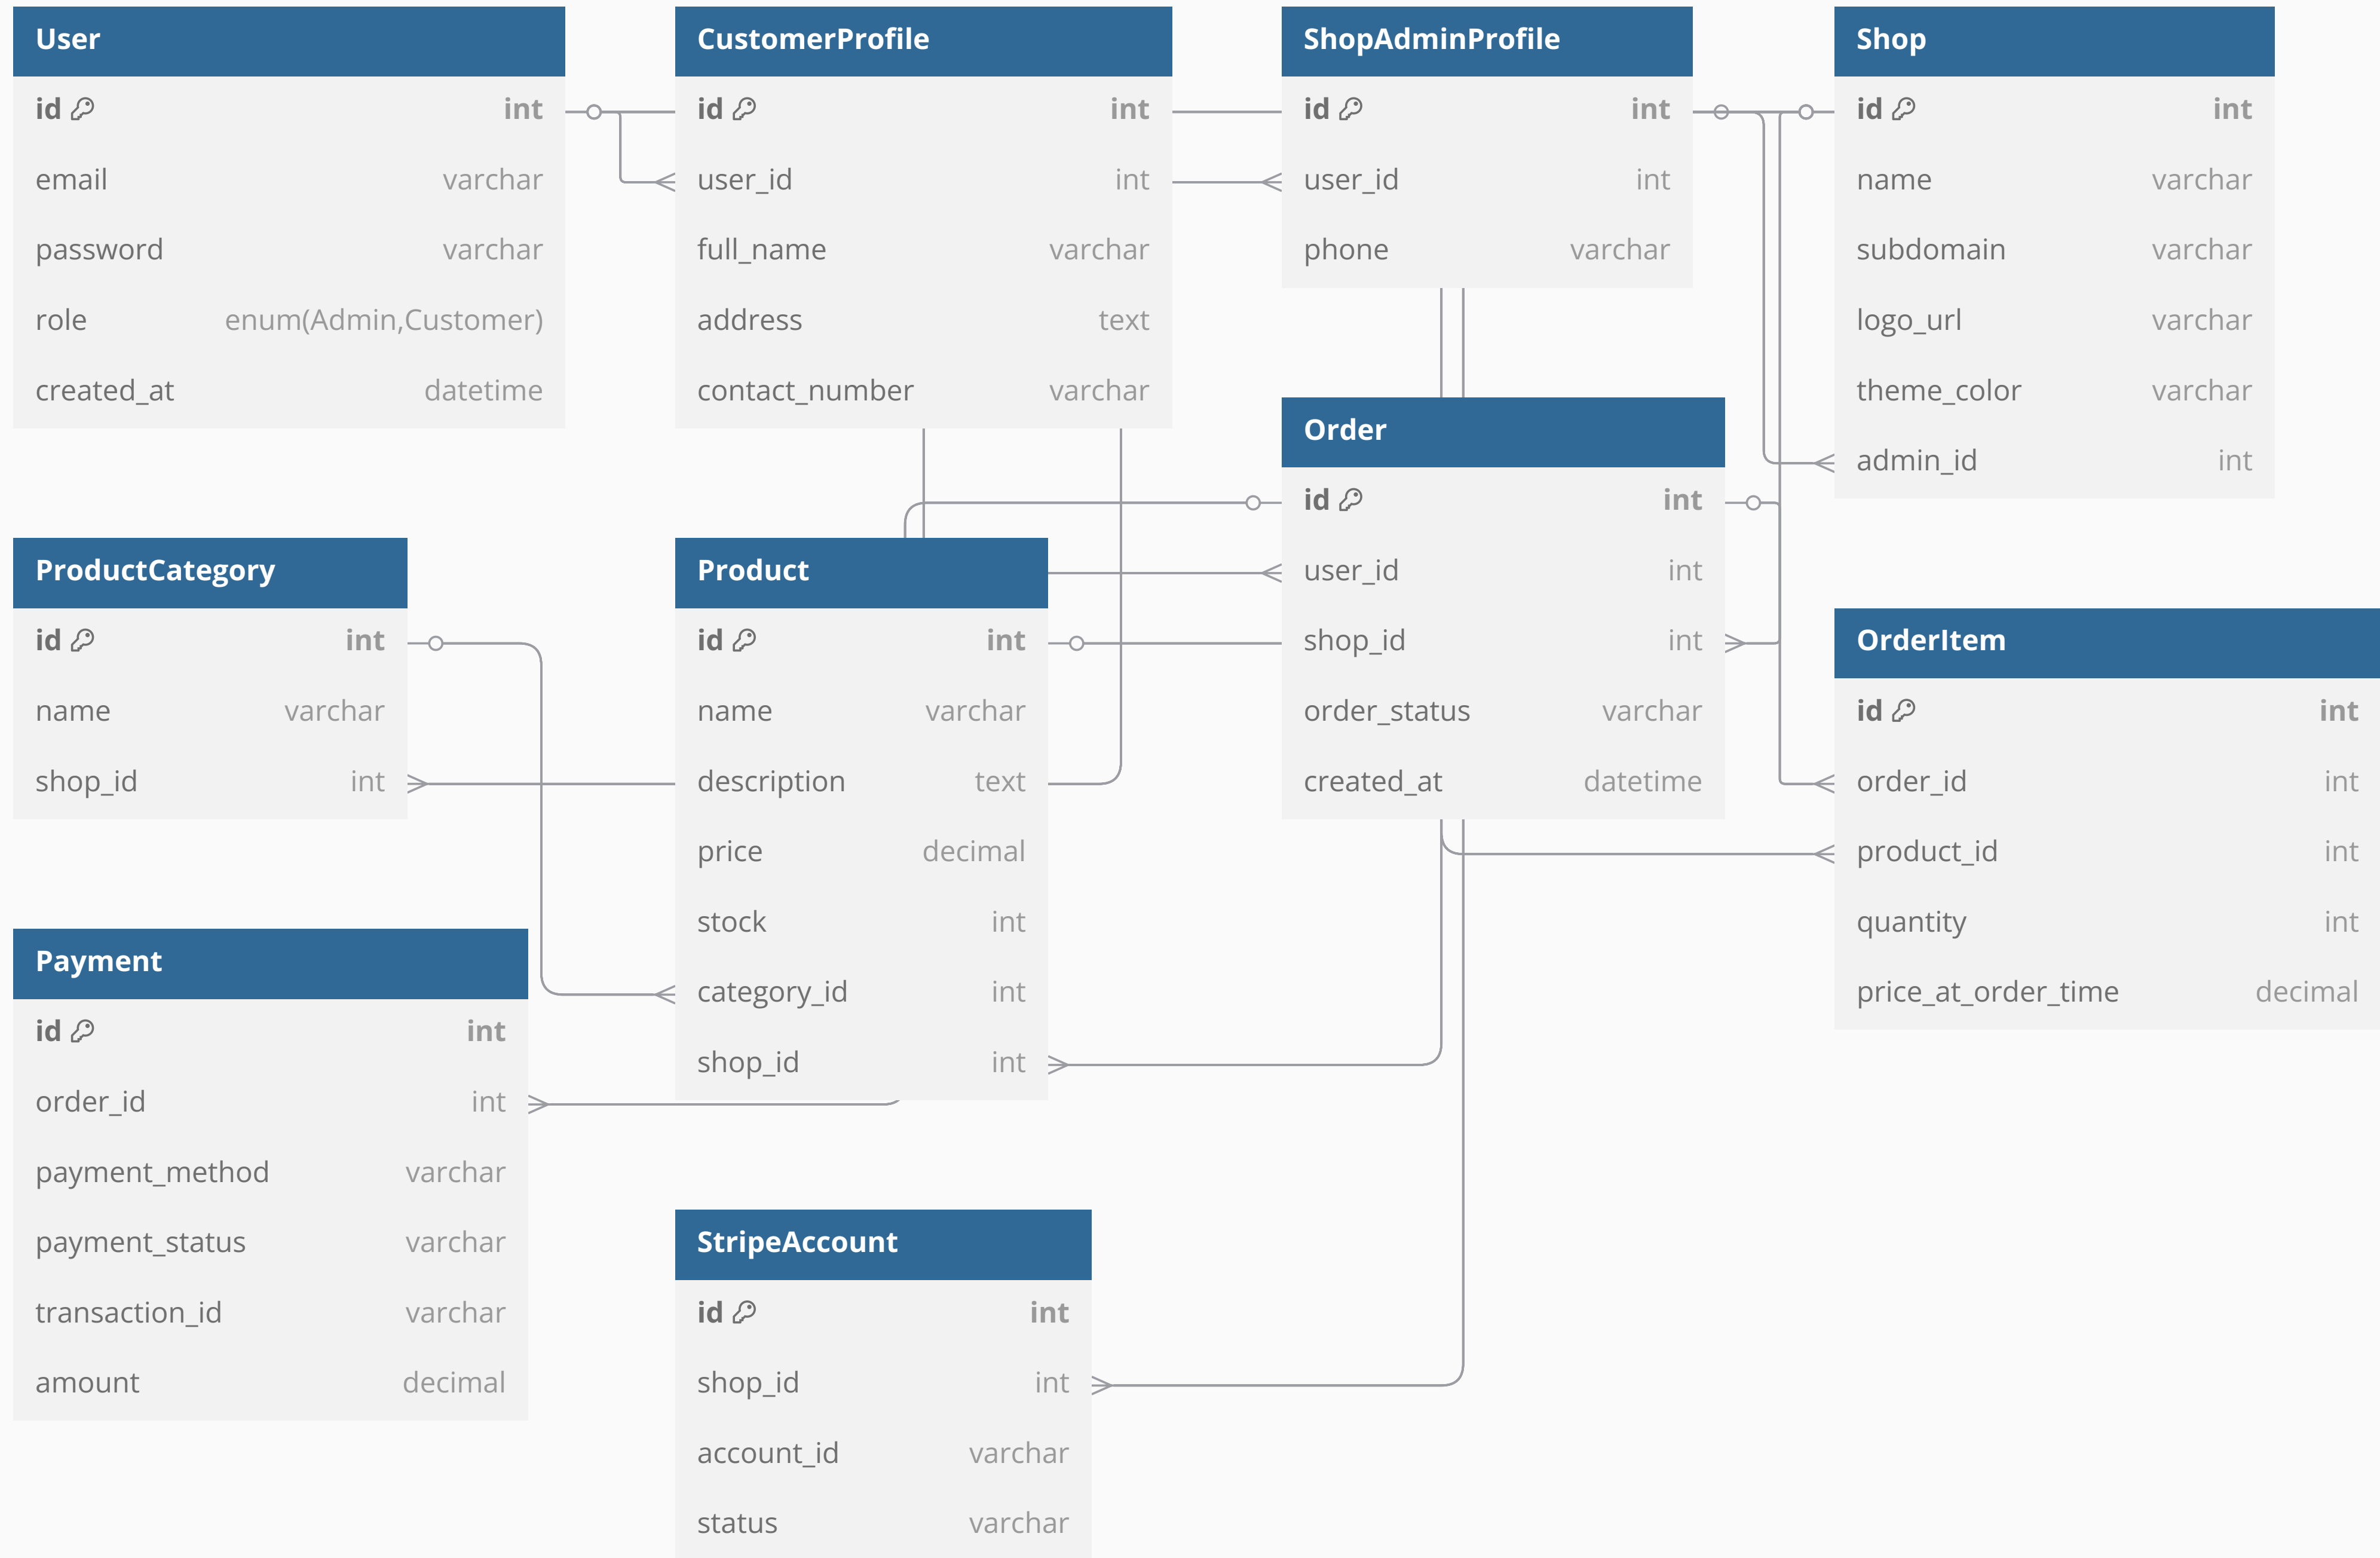 User
id int
email varchar
password varchar
role enum(Admin,Customer)
created_at datetime
CustomerProfile
id int
user_id int
full_name varchar
address text
contact_number varchar
ShopAdminProfile
id int
user_id int
phone varchar
Shop
id int
name varchar
subdomain varchar
logo_url varchar
theme_color varchar
admin_id int
Order
id int
user_id int
shop_id int
order_status varchar
created_at datetime
ProductCategory
id int
name varchar
shop_id int
Product
id int
name varchar
description text
price decimal
stock int
category_id int
shop_id int
OrderItem
id int
order_id int
product_id int
quantity int
price_at_order_time decimal
Payment
id int
order_id int
payment_method varchar
payment_status varchar
transaction_id varchar
amount decimal
StripeAccount
id int
shop_id int
account_id varchar
status varchar